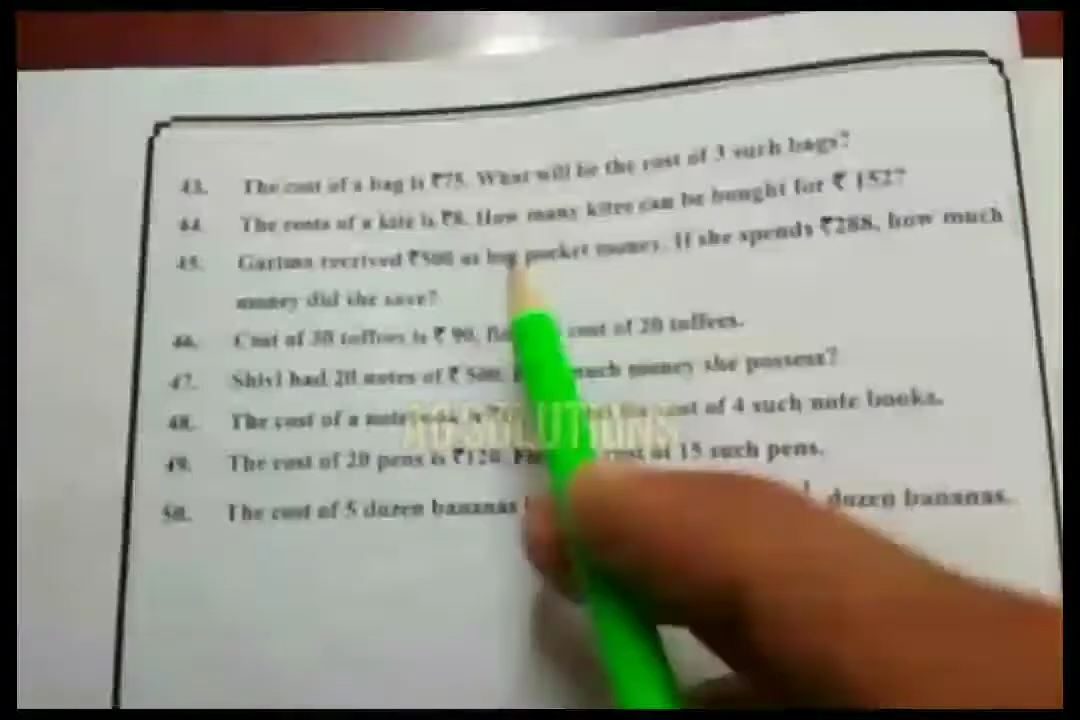 43. The cost of a bag is ₹75. What will be the cost of 3 such bags?
44. The costs of a kite is ₹8. How many kites can be bought for ₹ 152?
45. Garima received ₹500 as her pocket money. If she spends ₹288, how much
money did she save?
46. Cost of 30 toffees is ₹ 90, cost of 20 toffees.
47. Shivi had 20 notes of ₹ 500. much money she possess?
48. The cost of a note cost of 4 such note books.
AG SOLUTIONS
49. The cost of 20 pens is ₹120. cost of 15 such pens.
50. The cost of 5 dozen bananas dozen bananas.